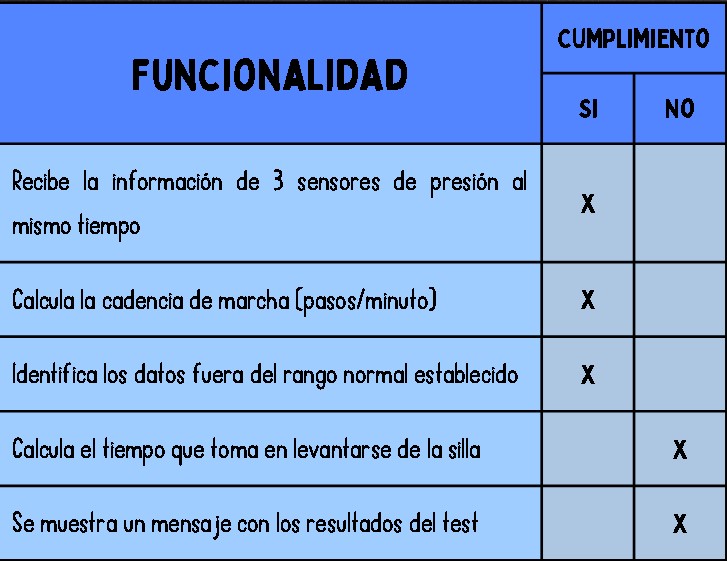 FUNCIONALIDAD
CUMPLIMIENTO
SI
NO
Recibe la información de 3 sensores de presión al
mismo tiempo
X
Calcula la cadencia de marcha (pasos/minuto)
X
Identifica los datos fuera del rango normal establecido
X
Calcula el tiempo que toma en levantarse de la silla
X
Se muestra un mensaje con los resultados del test
X